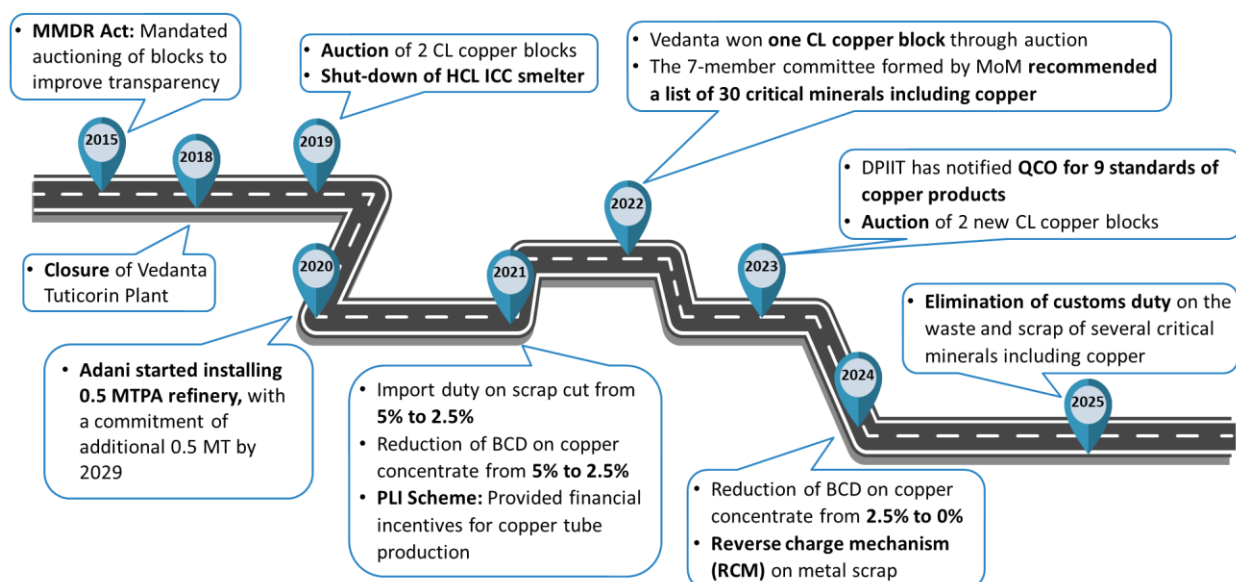 • MMDR Act: Mandated
auctioning of blocks to
improve transparency
2015
2018
• Closure of Vedanta
Tuticorin Plant
• Auction of 2 CL copper blocks
• Shut-down of HCL ICC smelter
2019
2020
• Adani started installing
0.5 MTPA refinery, with
a commitment of
additional 0.5 MT by
2029
2021
• Import duty on scrap cut from
5% to 2.5%
• Reduction of BCD on copper
concentrate from 5% to 2.5%
• PLI Scheme: Provided financial
incentives for copper tube
production
• Vedanta won one CL copper block through auction
• The 7-member committee formed by MoM recommended
a list of 30 critical minerals including copper
2022
• DPIIT has notified QCO for 9 standards of
copper products
• Auction of 2 new CL copper blocks
2023
2024
• Reduction of BCD on copper
concentrate from 2.5% to 0%
• Reverse charge mechanism
(RCM) on metal scrap
• Elimination of customs duty on the
waste and scrap of several critical
minerals including copper
2025